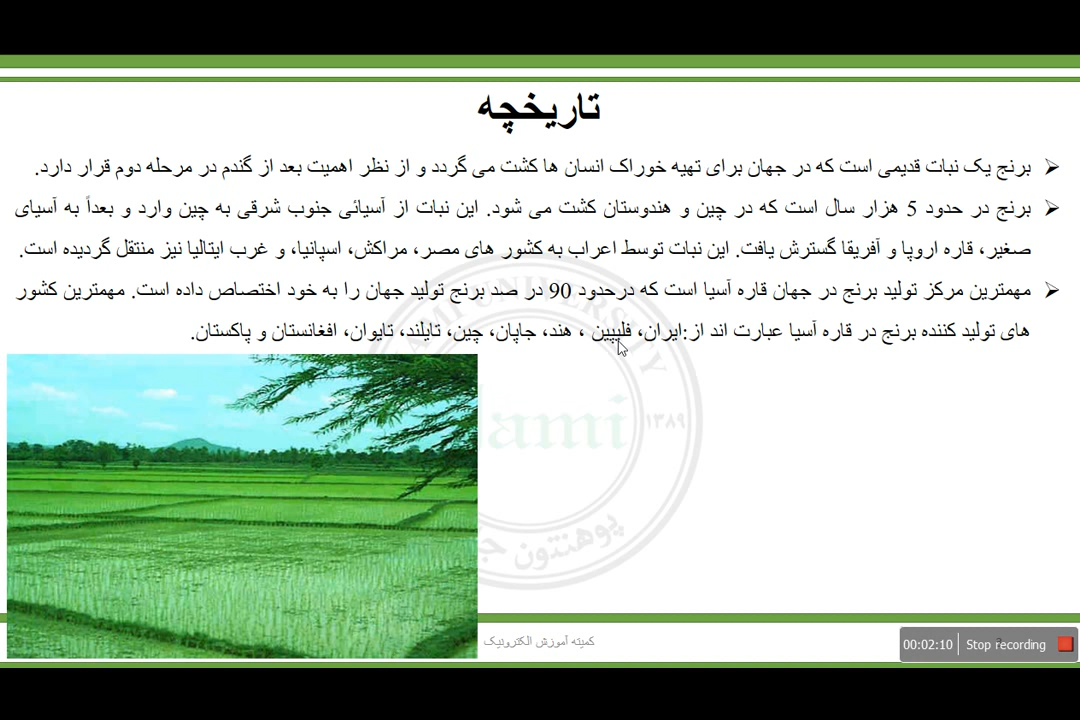 تاریخچه
برنج یک نبات قدیمی است که در جهان برای تهیه خوراک انسان ها کشت می گردد و از نظر اهمیت بعد از گندم در مرحله دوم قرار دارد.
برنج در حدود 5 هزار سال است که در چین و هندوستان کشت می شود. این نبات از آسیائی جنوب شرقی به چین وارد و بعداً به آسیای
صغیر، قاره اروپا و آفریقا گسترش یافت. این نبات توسط اعراب به کشور های مصر، مراکش، اسپانیا، و غرب ایتالیا نیز منتقل گردیده است.
مهمترین مرکز تولید برنج در جهان قاره آسیا است که درحدود 90 در صد برنج تولید جهان را به خود اختصاص داده است. مهمترین کشور
های تولید کننده برنج در قاره آسیا عبارت اند از:ایران، فلیپین ، هند، جاپان، چین، تایلند، تایوان، افغانستان و پاکستان.
AMI UNIVERSITY
ami
۱۳۸۹
پوهنتون
کمیته آموزش الکترونیک
00:02:10 Stop recording